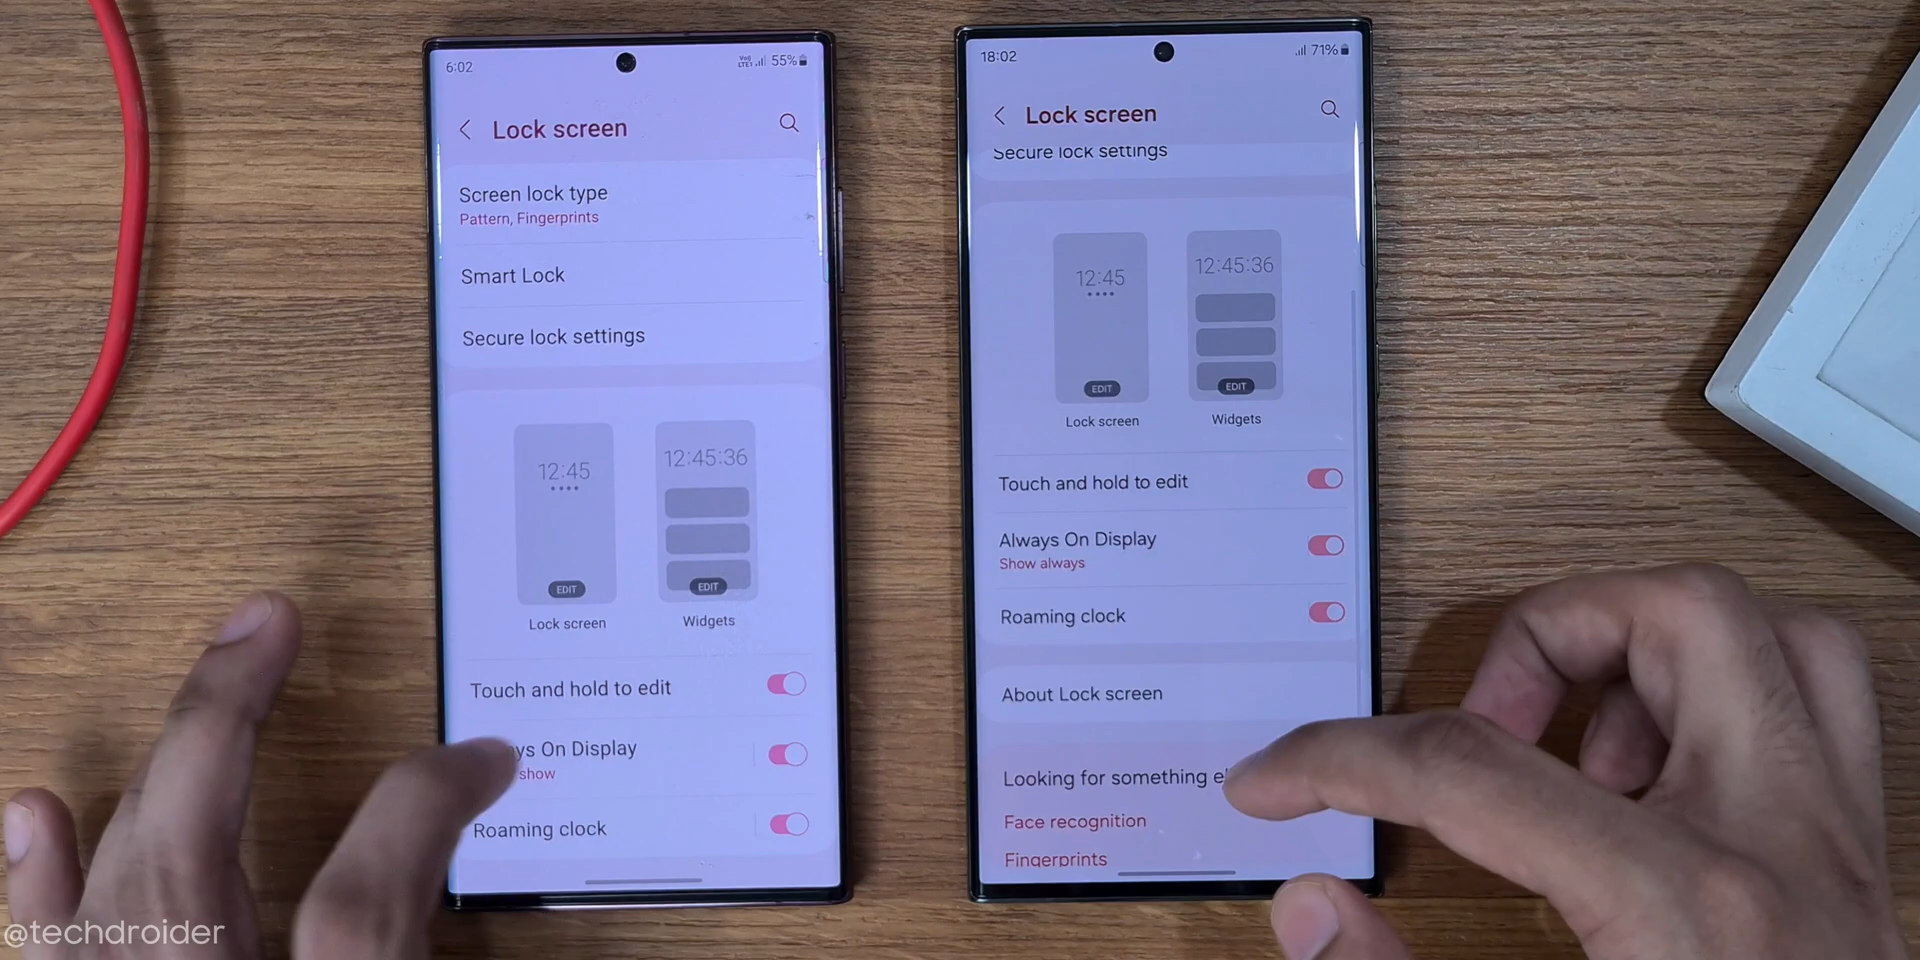 6:02
Vo)) LTE1 55%
Lock screen
Screen lock type
Pattern, Fingerprints
Smart Lock
Secure lock settings
12:45
12:45:36
EDIT
EDIT
Lock screen
Widgets
Touch and hold to edit
On Display
show
Roaming clock
18:02
71%
Lock screen
Secure lock settings
12:45
12:45:36
EDIT
EDIT
Lock screen
Widgets
Touch and hold to edit
Always On Display
Show always
Roaming clock
About Lock screen
Looking for something
Face recognition
Fingerprints
@techdroider